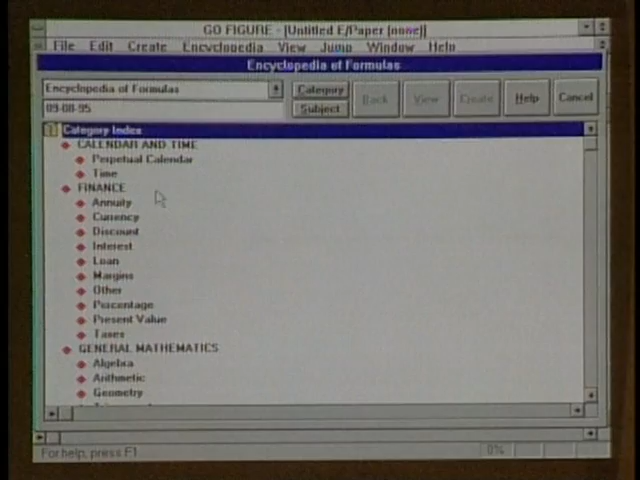 GO FIGURE - [Untitled E/Paper (none)]
File Edit Create Encyclopedia View Jump Window Help
Encyclopedia of Formulas
Encyclopedia of Formulas
Category
Subject
Back
View
Create
Help
Cancel
09-08-95
Category Index
CALENDAR AND TIME
Perpetual Calendar
Time
FINANCE
Annuity
Currency
Discount
Interest
Loan
Margins
Other
Percentage
Present Value
Taxes
GENERAL MATHEMATICS
Algebra
Arithmetic
Geometry
For help, press F1
0%